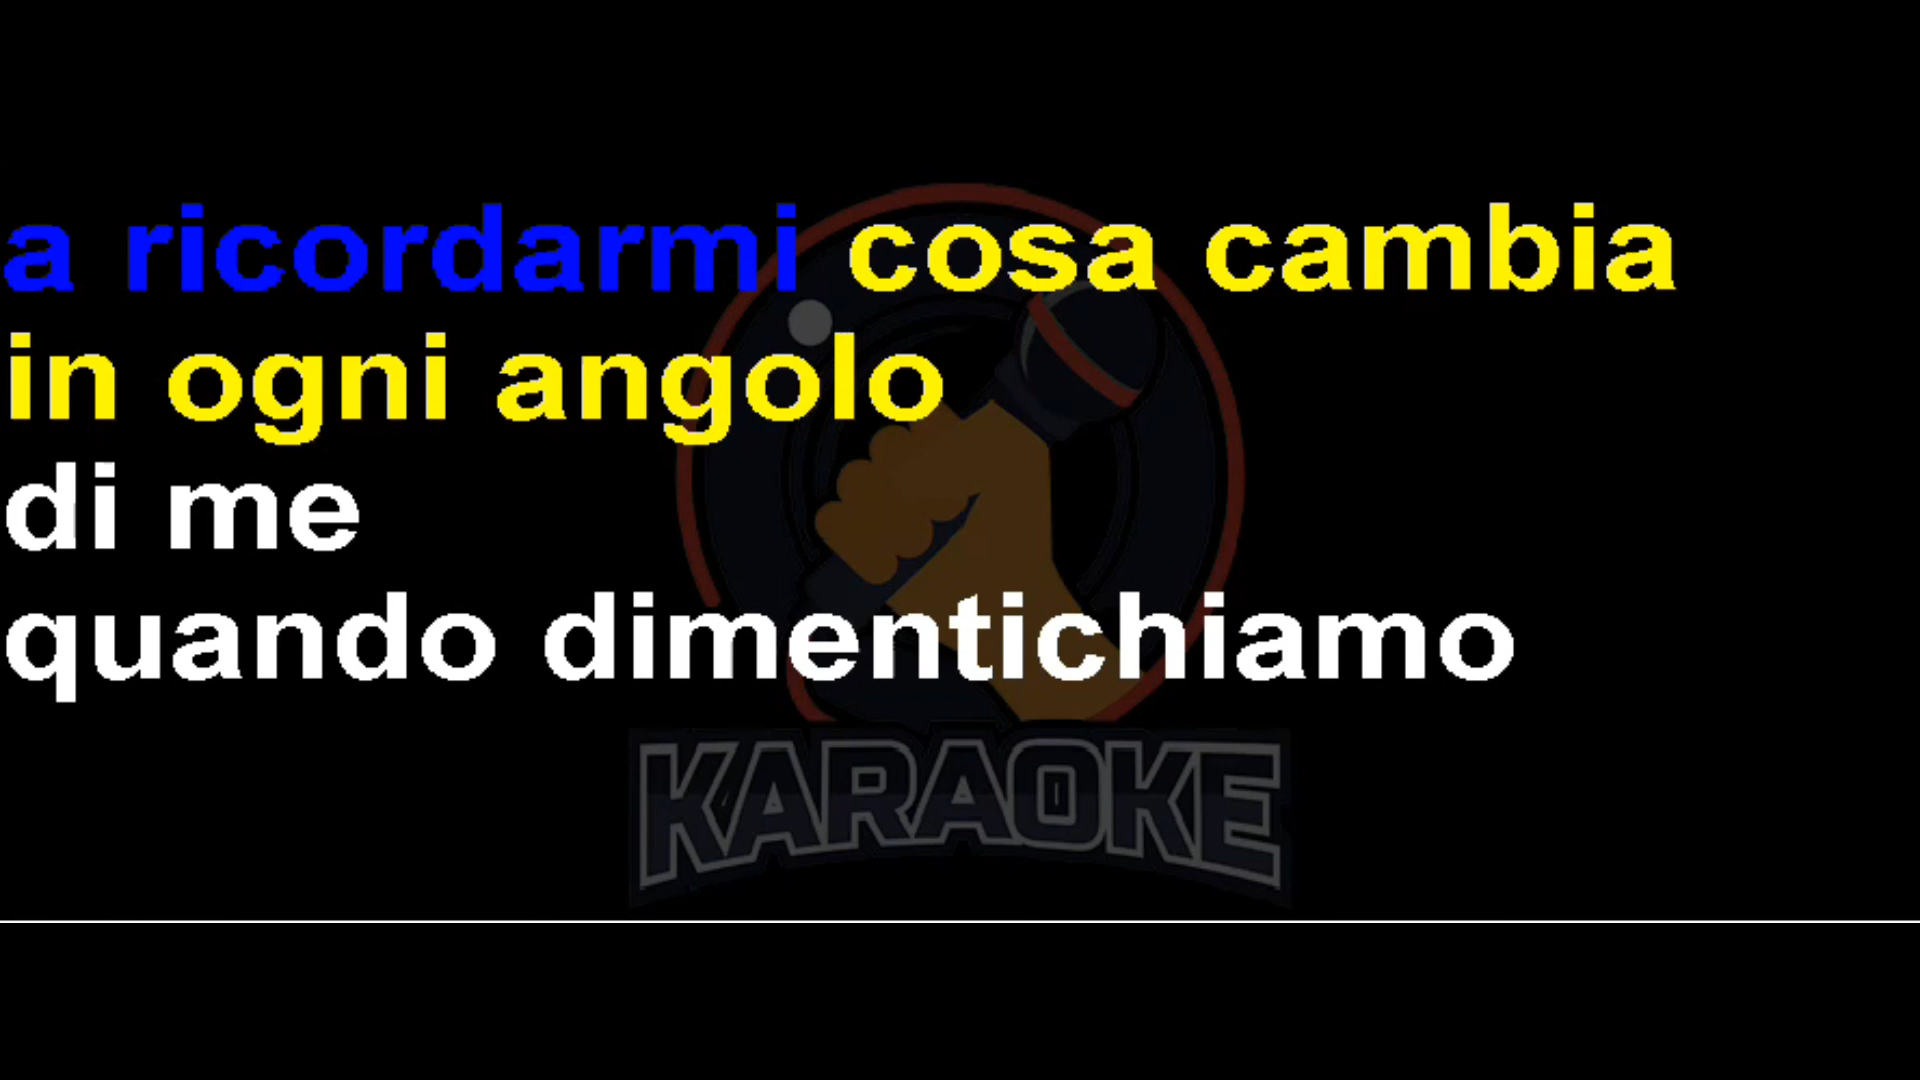 a ricordarmi cosa cambia
in ogni angolo
di me
quando dimentichiamo
KARAOKE